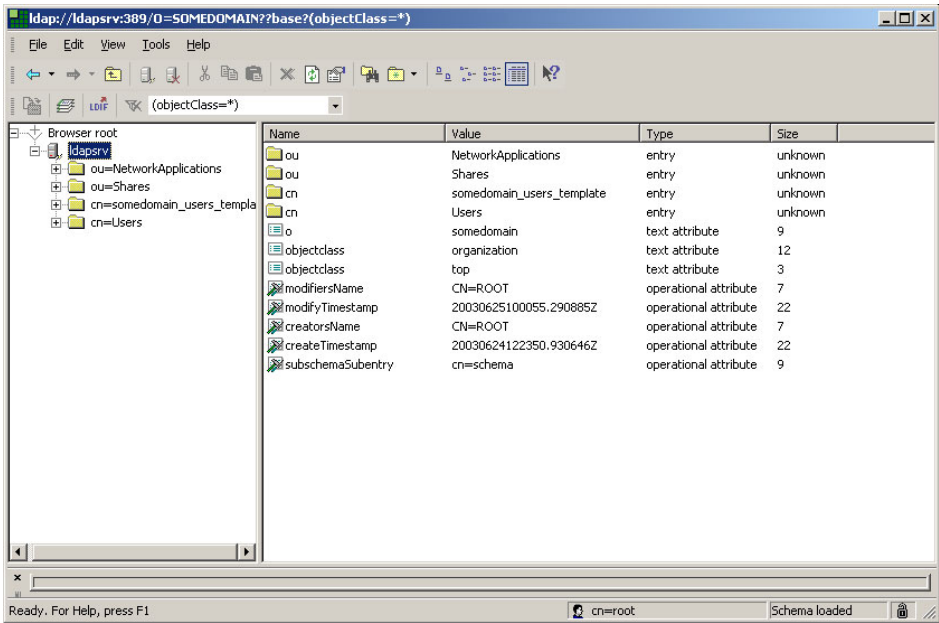 ldap://ldapsrv:389/O=SOMEDOMAIN??base?(objectClass=*)
File Edit View Tools Help
LDIF (objectClass=*)
Browser root
ldapsrv
ou=NetworkApplications
ou=Shares
cn=somedomain_users_templa
cn=Users
Name Value Type Size
ou NetworkApplications entry unknown
ou Shares entry unknown
cn somedomain_users_template entry unknown
cn Users entry unknown
o somedomain text attribute 9
objectclass organization text attribute 12
objectclass top text attribute 3
modifiersName CN=ROOT operational attribute 7
modifyTimestamp 20030625100055.290885Z operational attribute 22
creatorsName CN=ROOT operational attribute 7
createTimestamp 20030624122350.930646Z operational attribute 22
subschemaSubentry cn=schema operational attribute 9
Ready. For Help, press F1 cn=root Schema loaded